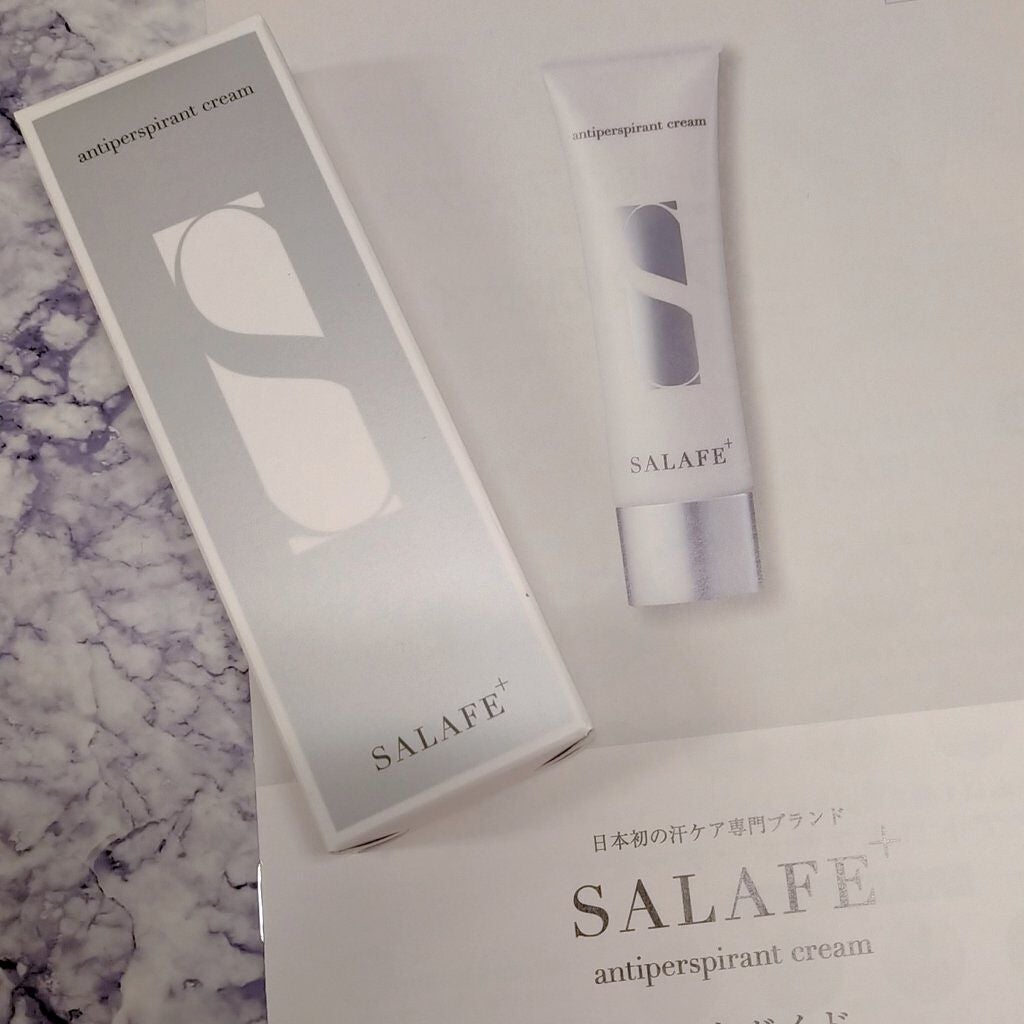 antiperspirant cream
S
SALAFE+
antiperspirant cream
S
SALAFE+
日本初の汗ケア専門ブランド
SALAFE+
antiperspirant cream